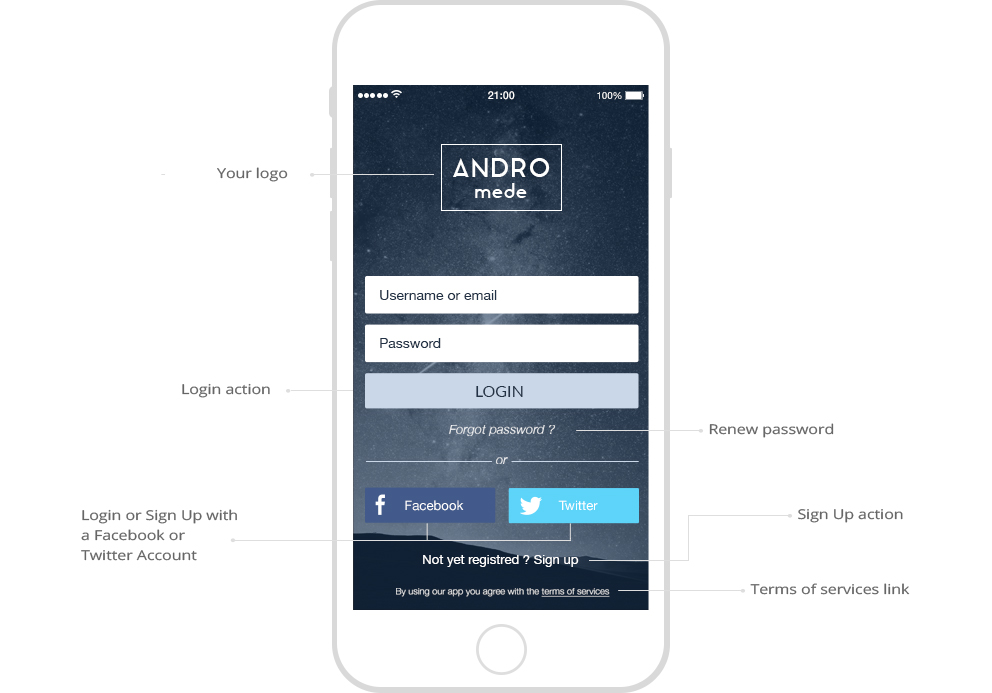 21:00
100%
Your logo
ANDRO
mede
Username or email
Password
Login action
LOGIN
Forgot password ?
Renew password
or
Facebook
Twitter
Login or Sign Up with
a Facebook or
Twitter Account
Sign Up action
Not yet registred ? Sign up
By using our app you agree with the terms of services
Terms of services link